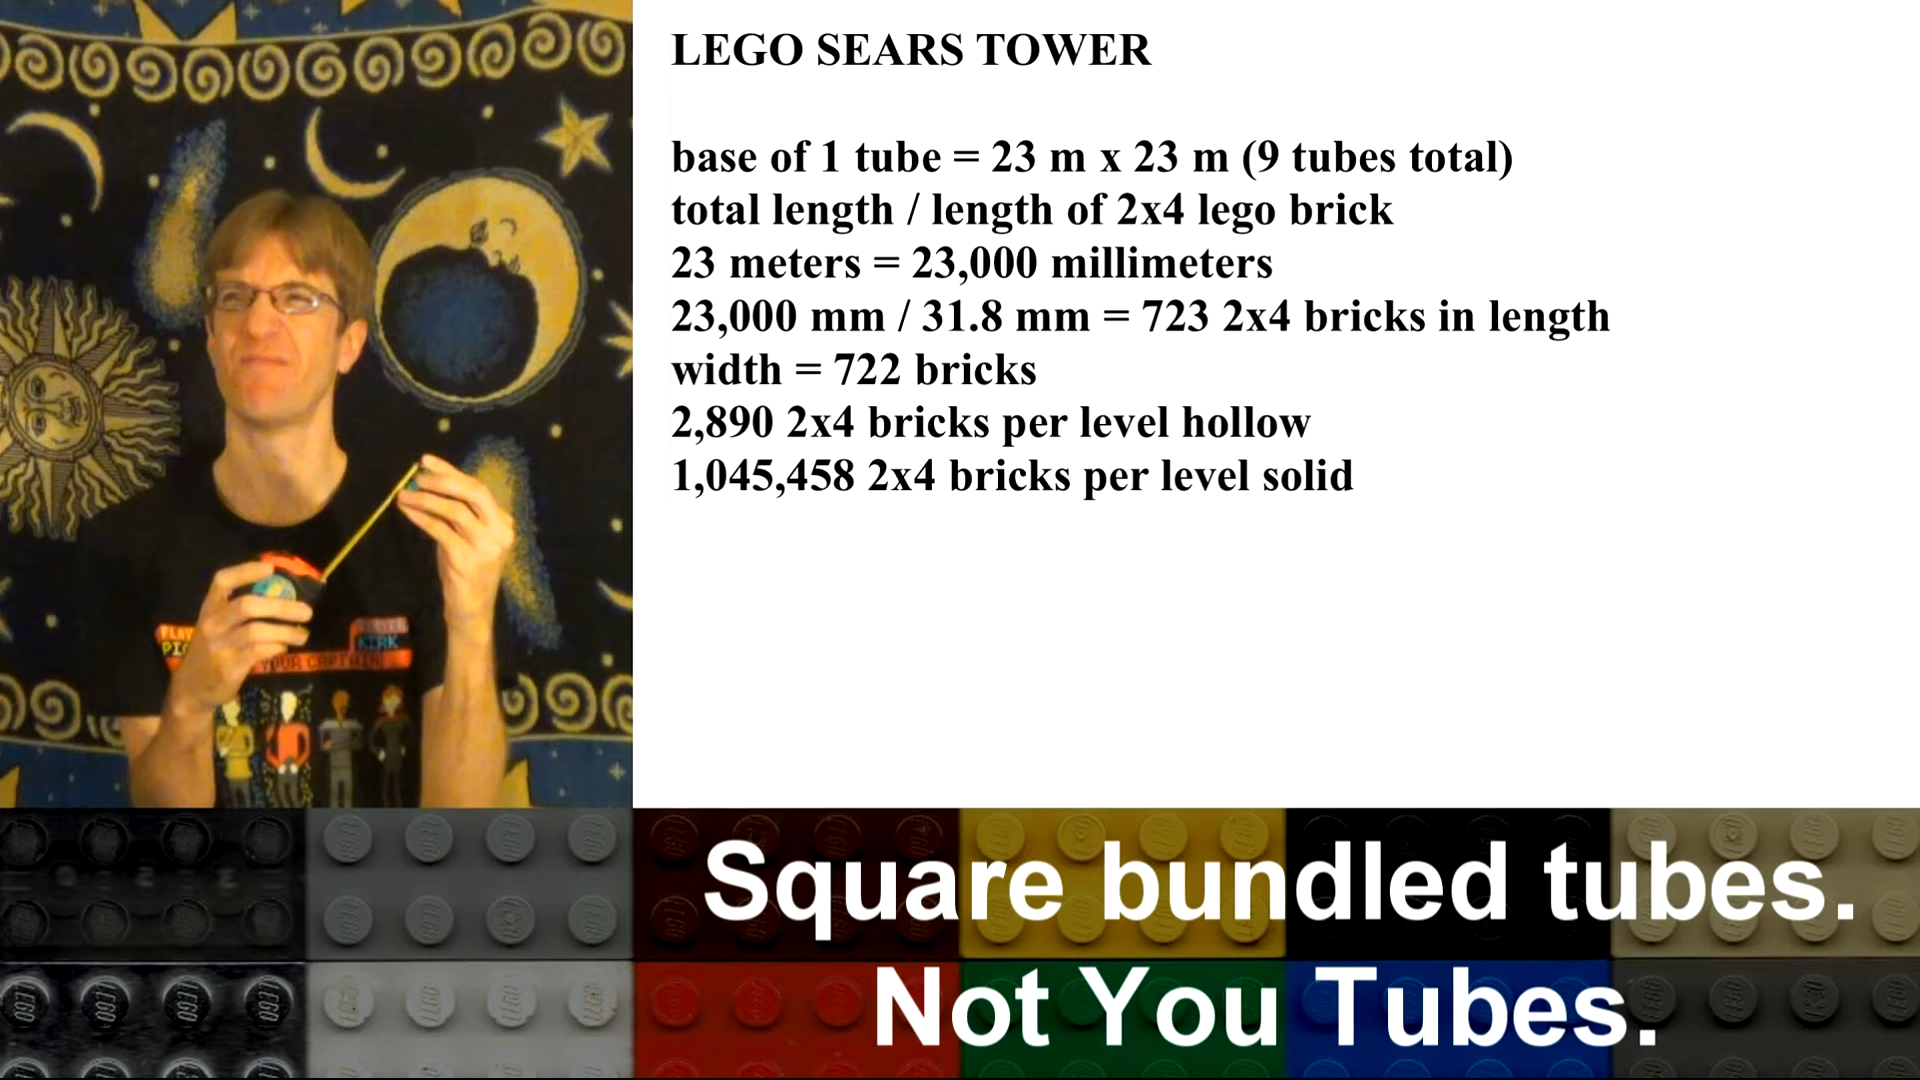 LEGO SEARS TOWER
base of 1 tube = 23 m x 23 m (9 tubes total)
total length / length of 2x4 lego brick
23 meters = 23,000 millimeters
23,000 mm / 31.8 mm = 723 2x4 bricks in length
width = 722 bricks
2,890 2x4 bricks per level hollow
1,045,458 2x4 bricks per level solid
KIRK
YOUR CAPTAIN
Square bundled tubes.
Not You Tubes.